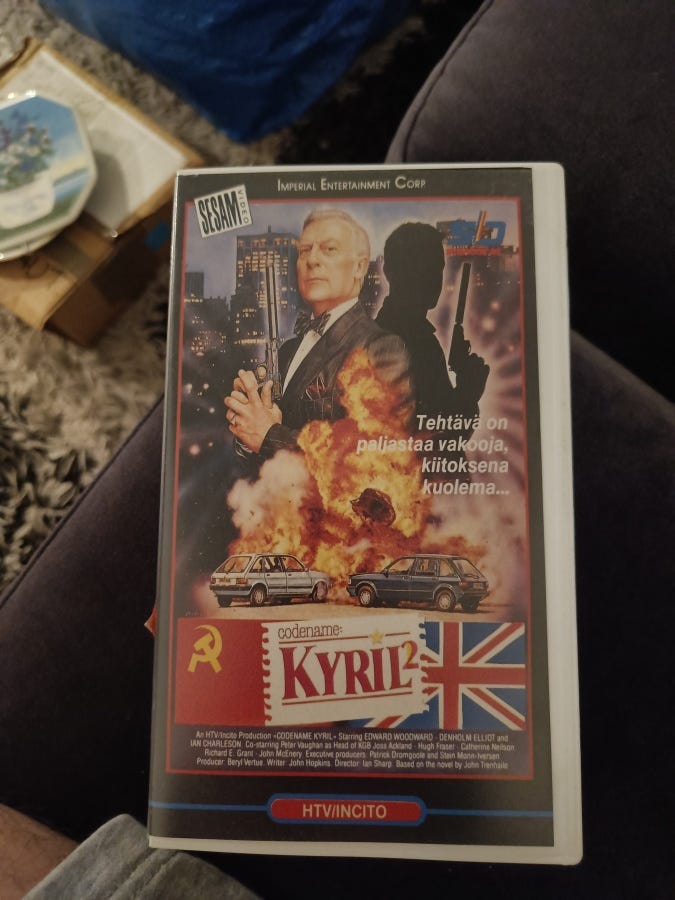 IMPERIAL ENTERTAINMENT CORP.
SESAM
VIDEO
Tehtävä on
paljastaa vakooja,
kiitoksena
kuolema...
codename:
KYRIL 2
An HTV/Incito Production «CODENAME KYRIL» Starring EDWARD WOODWARD · DENHOLM ELLIOT and
IAN CHARLESON. Co-starring Peter Vaughan as Head of KGB Joss Ackland · Hugh Fraser · Catherine Neilson
Richard E. Grant · John McEnery Executive producers: Patrick Dromgoole and Stein Monn-Iversen
Producer: Beryl Vertue Writer: John Hopkins. Director: Ian Sharp. Based on the novel by John Trenhaile
HTV/INCITO